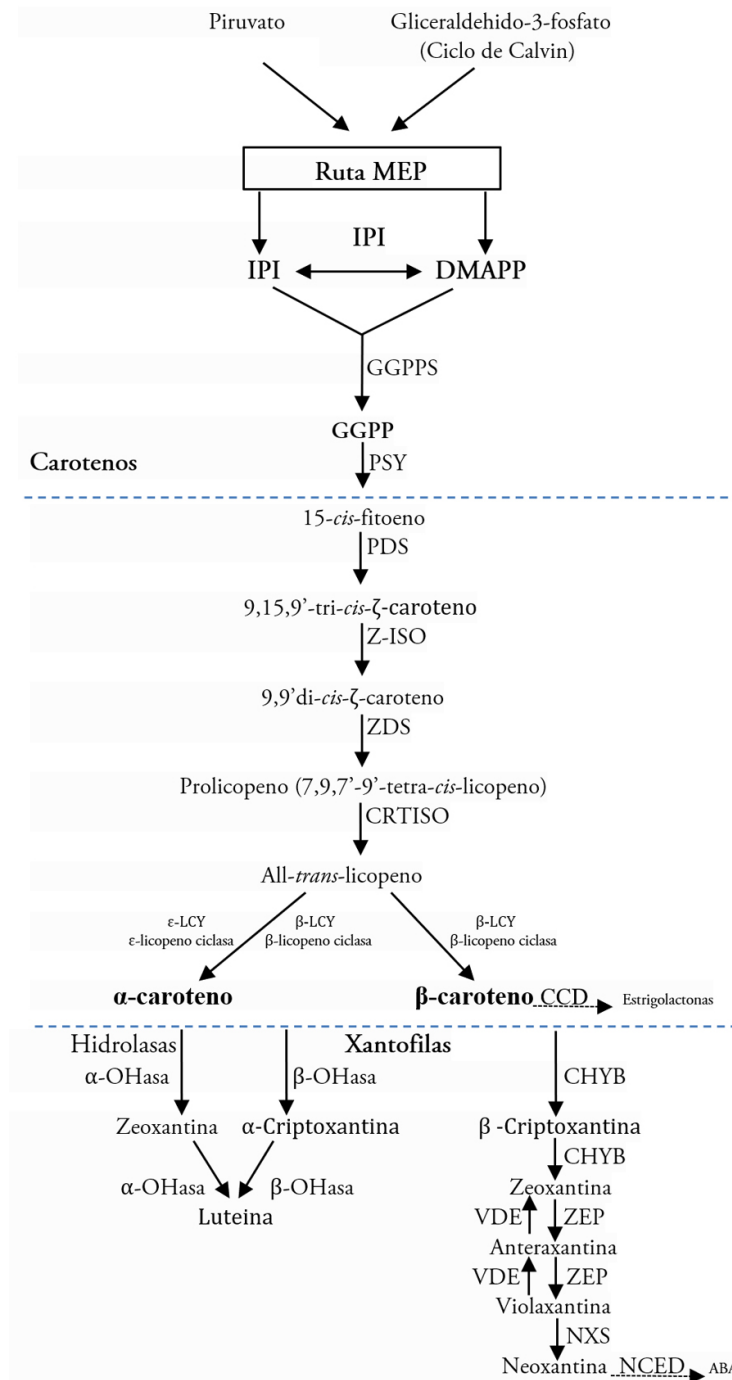 Piruvato Gliceraldehido-3-fosfato
(Ciclo de Calvin)
Ruta MEP
IPI
IPI DMAPP
GGPPS
GGPP
Carotenos PSY
15-cis-fitoeno
PDS
9,15,9’-tri-cis-ζ-caroteno
Z-ISO
9,9’di-cis-ζ-caroteno
ZDS
Prolicopeno (7,9,7’-9’-tetra-cis-licopeno)
CRTISO
All-trans-licopeno
ε-LCY β-LCY β-LCY
ε-licopeno ciclasa β-licopeno ciclasa β-licopeno ciclasa
α-caroteno β-caroteno CCD Estrigolactonas
Hidrolasas Xantofilas
α-OHasa β-OHasa CHYB
Zeoxantina α-Criptoxantina β -Criptoxantina
CHYB
α-OHasa β-OHasa Zeoxantina
Luteina VDE ZEP
Anteraxantina
VDE ZEP
Violaxantina
NXS
Neoxantina NCED ABA